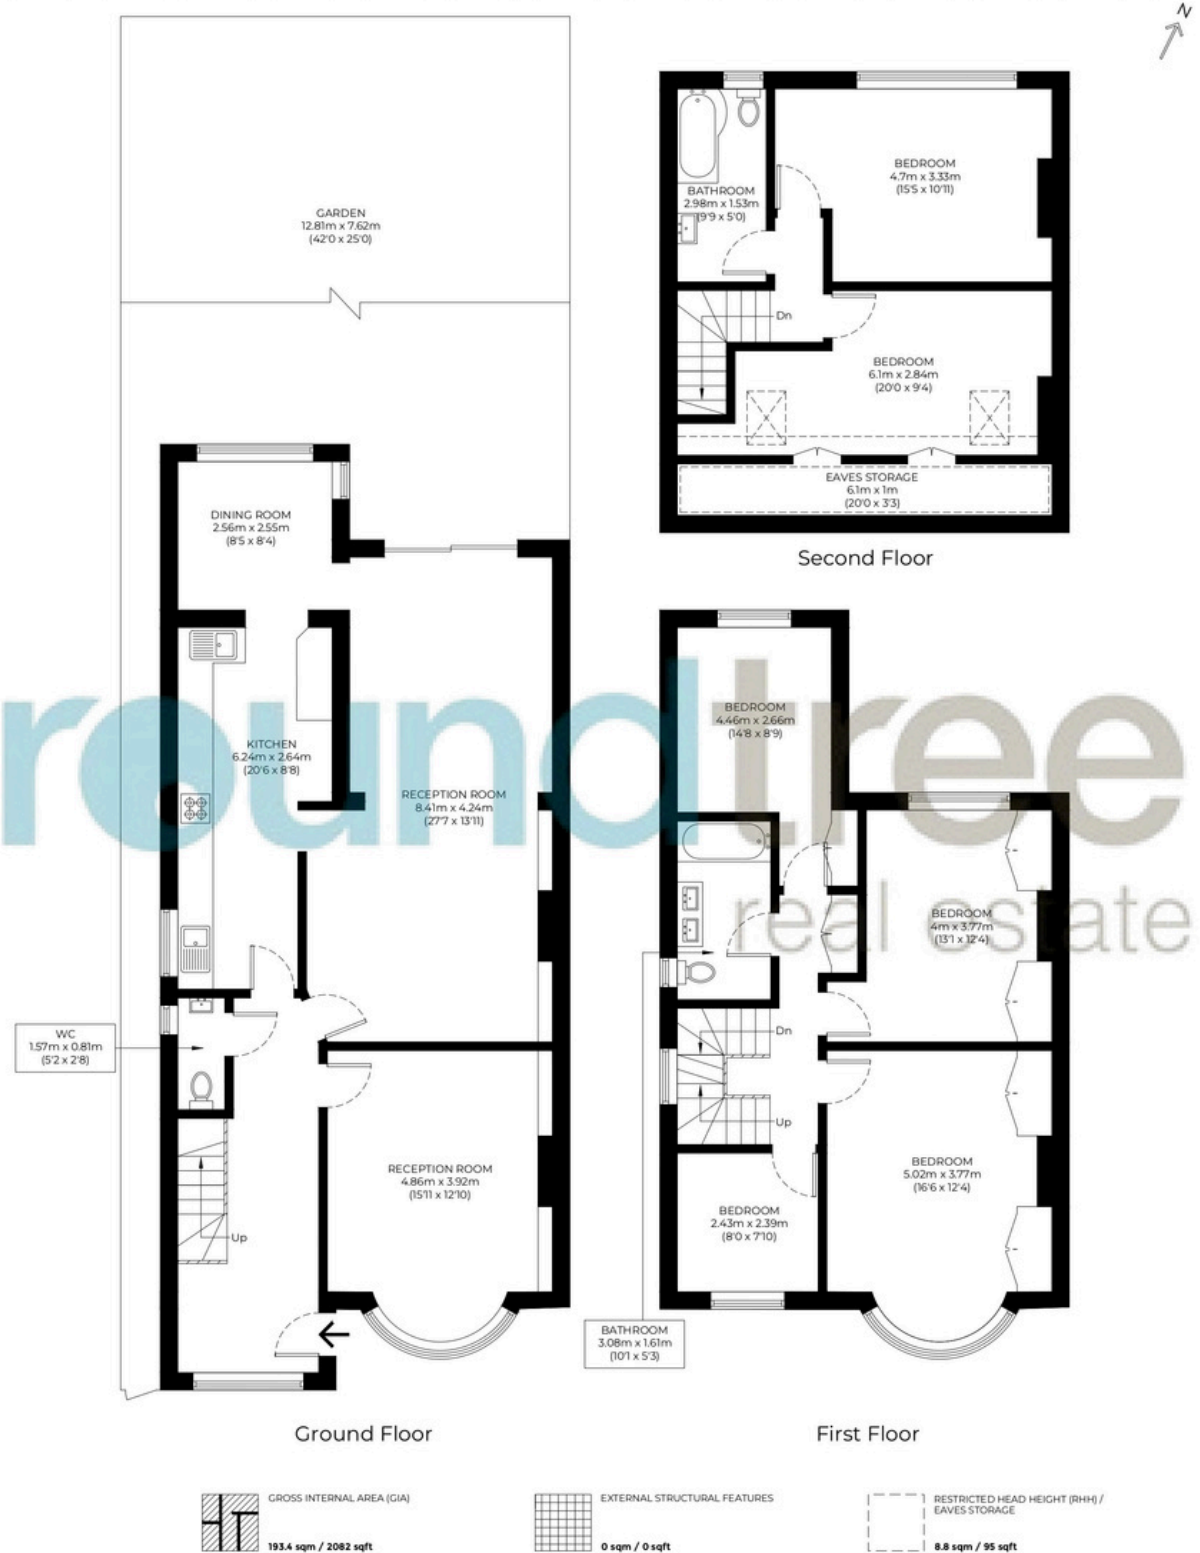 N
GARDEN
12.81m x 7.62m
(42'0 x 25'0)
BATHROOM
2.98m x 1.53m
(9'9 x 5'0)
BEDROOM
4.7m x 3.33m
(15'5 x 10'11)
Dn
BEDROOM
6.1m x 2.84m
(20'0 x 9'4)
EAVES STORAGE
6.1m x 1m
(20'0 x 3'3)
Second Floor
DINING ROOM
2.56m x 2.55m
(8'5 x 8'4)
KITCHEN
6.24m x 2.64m
(20'6 x 8'8)
RECEPTION ROOM
8.41m x 4.24m
(27'7 x 13'11)
WC
1.57m x 0.81m
(5'2 x 2'8)
RECEPTION ROOM
4.86m x 3.92m
(15'11 x 12'10)
Up
Ground Floor
roundtree
real estate
BEDROOM
4.46m x 2.66m
(14'8 x 8'9)
BEDROOM
4m x 3.77m
(13'1 x 12'4)
Dn
Up
BEDROOM
5.02m x 3.77m
(16'6 x 12'4)
BEDROOM
2.43m x 2.39m
(8'0 x 7'10)
BATHROOM
3.08m x 1.61m
(10'1 x 5'3)
First Floor
GROSS INTERNAL AREA (GIA)
193.4 sqm / 2082 sqft
EXTERNAL STRUCTURAL FEATURES
0 sqm / 0 sqft
RESTRICTED HEAD HEIGHT (RHH) /
EAVES STORAGE
8.8 sqm / 95 sqft